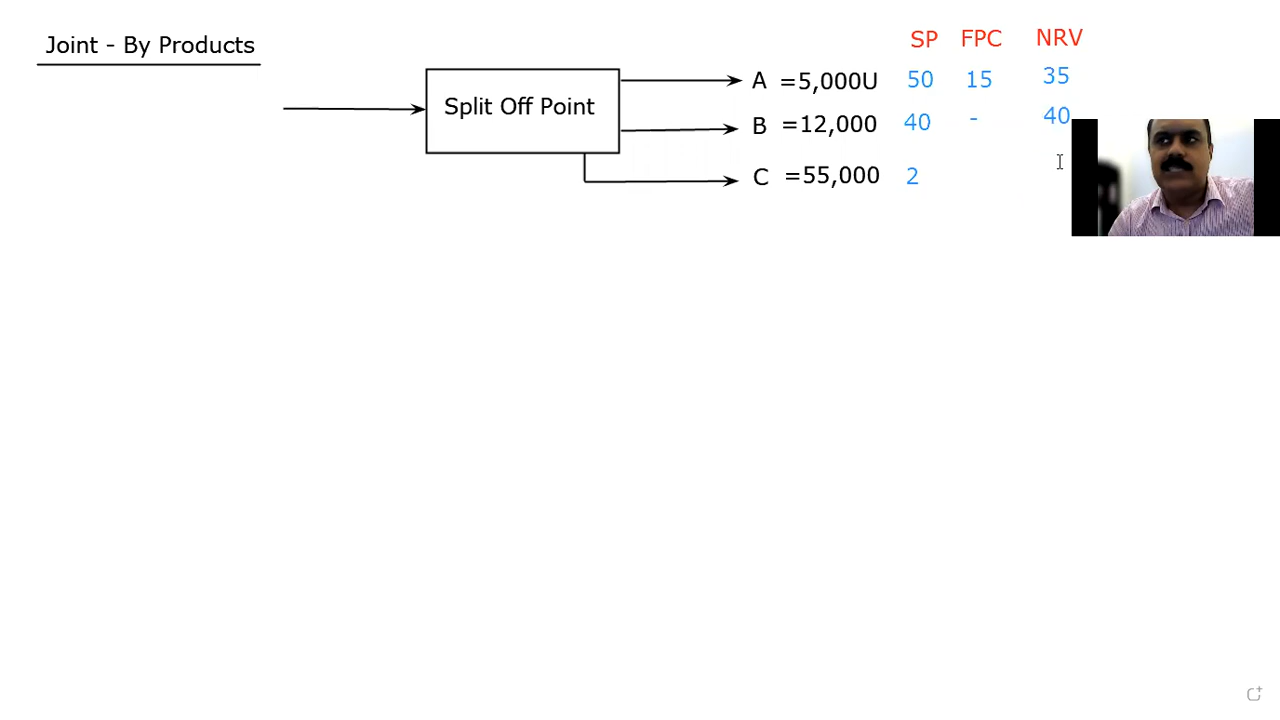 Joint - By Products
SP FPC NRV
Split Off Point
A =5,000U 50 15 35
B =12,000 40 - 40
C =55,000 2